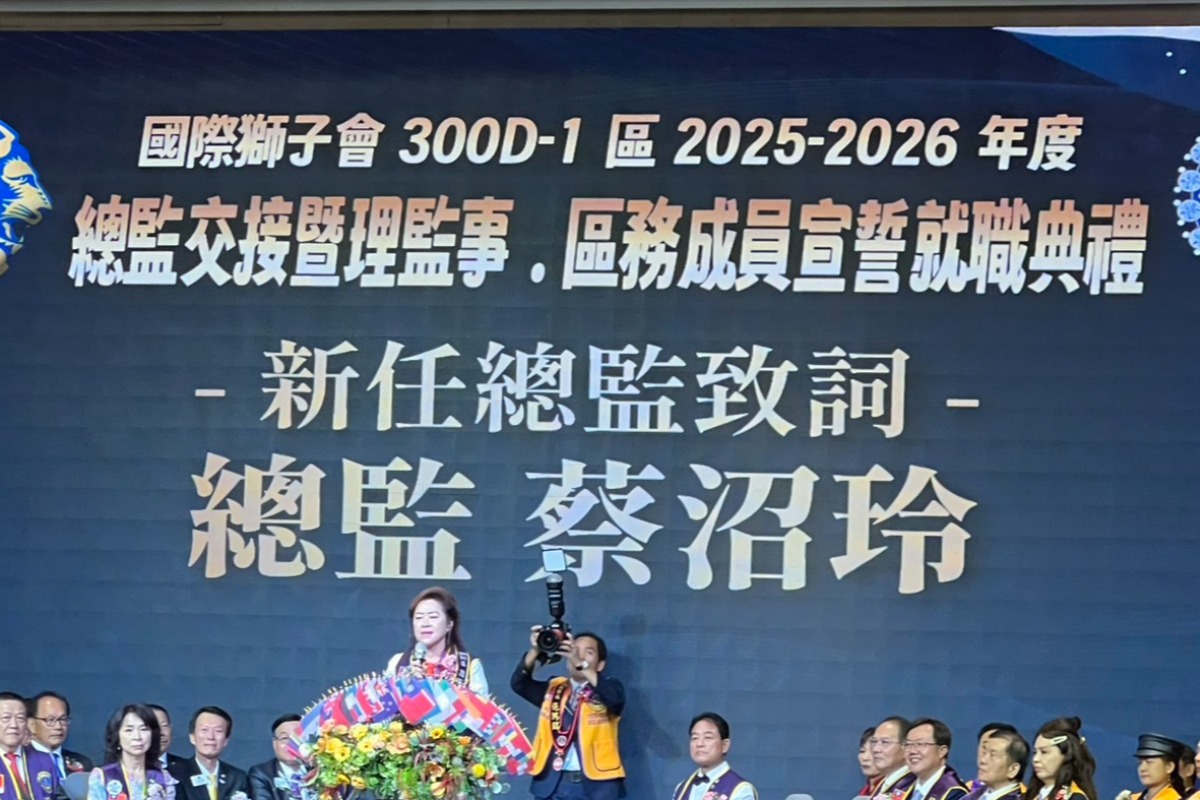 國際獅子會 300D-1 區 2025-2026 年度
總監交接暨理監事．區務成員宣誓就職典禮
- 新任總監致詞 -
總監 蔡沼玲